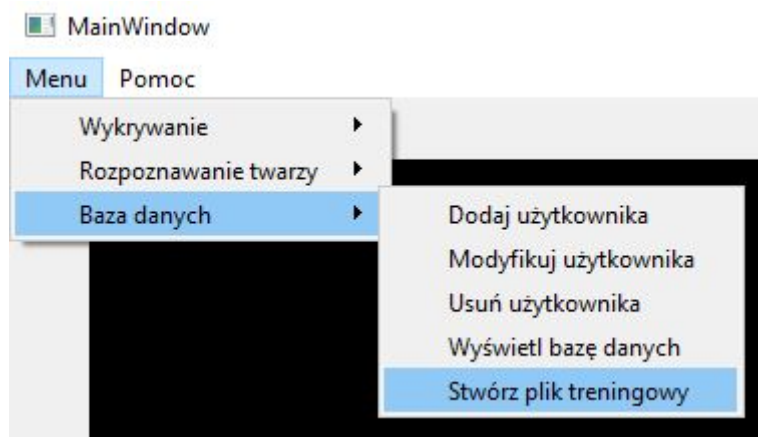 MainWindow
Menu Pomoc
Wykrywanie
Rozpoznawanie twarzy
Baza danych
Dodaj użytkownika
Modyfikuj użytkownika
Usuń użytkownika
Wyświetl bazę danych
Stwórz plik treningowy